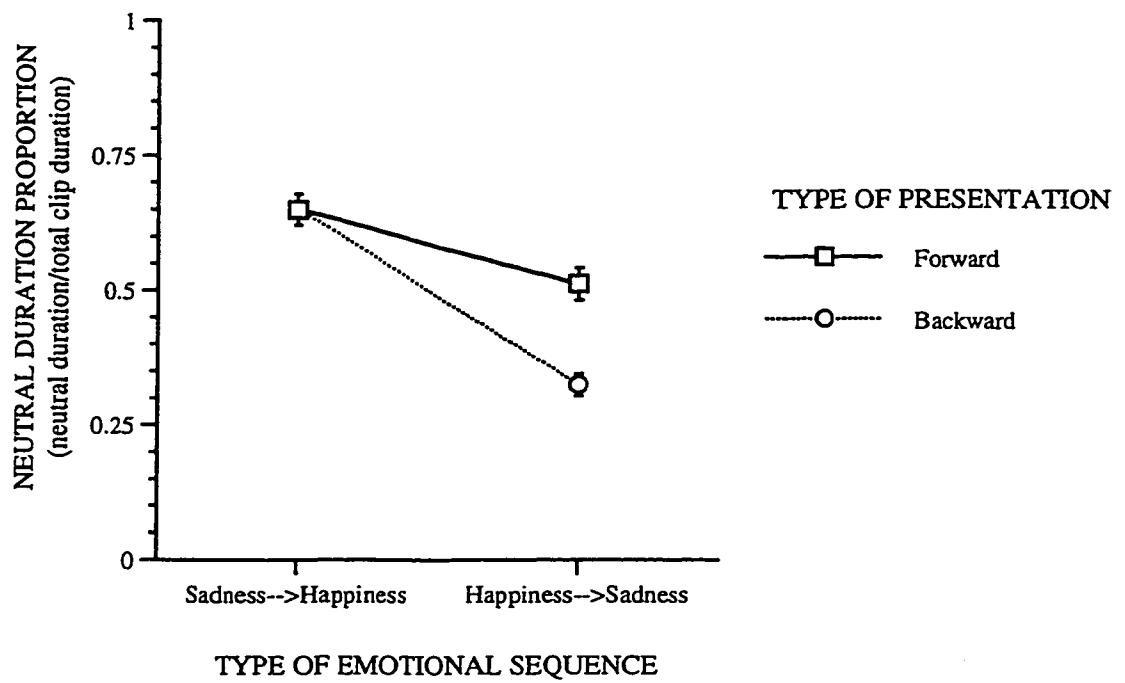 NEUTRAL DURATION PROPORTION
(neutral duration/total clip duration)
1
0.75
0.5
0.25
0
Sadness-->Happiness
Happiness-->Sadness
TYPE OF EMOTIONAL SEQUENCE
TYPE OF PRESENTATION
Forward
Backward